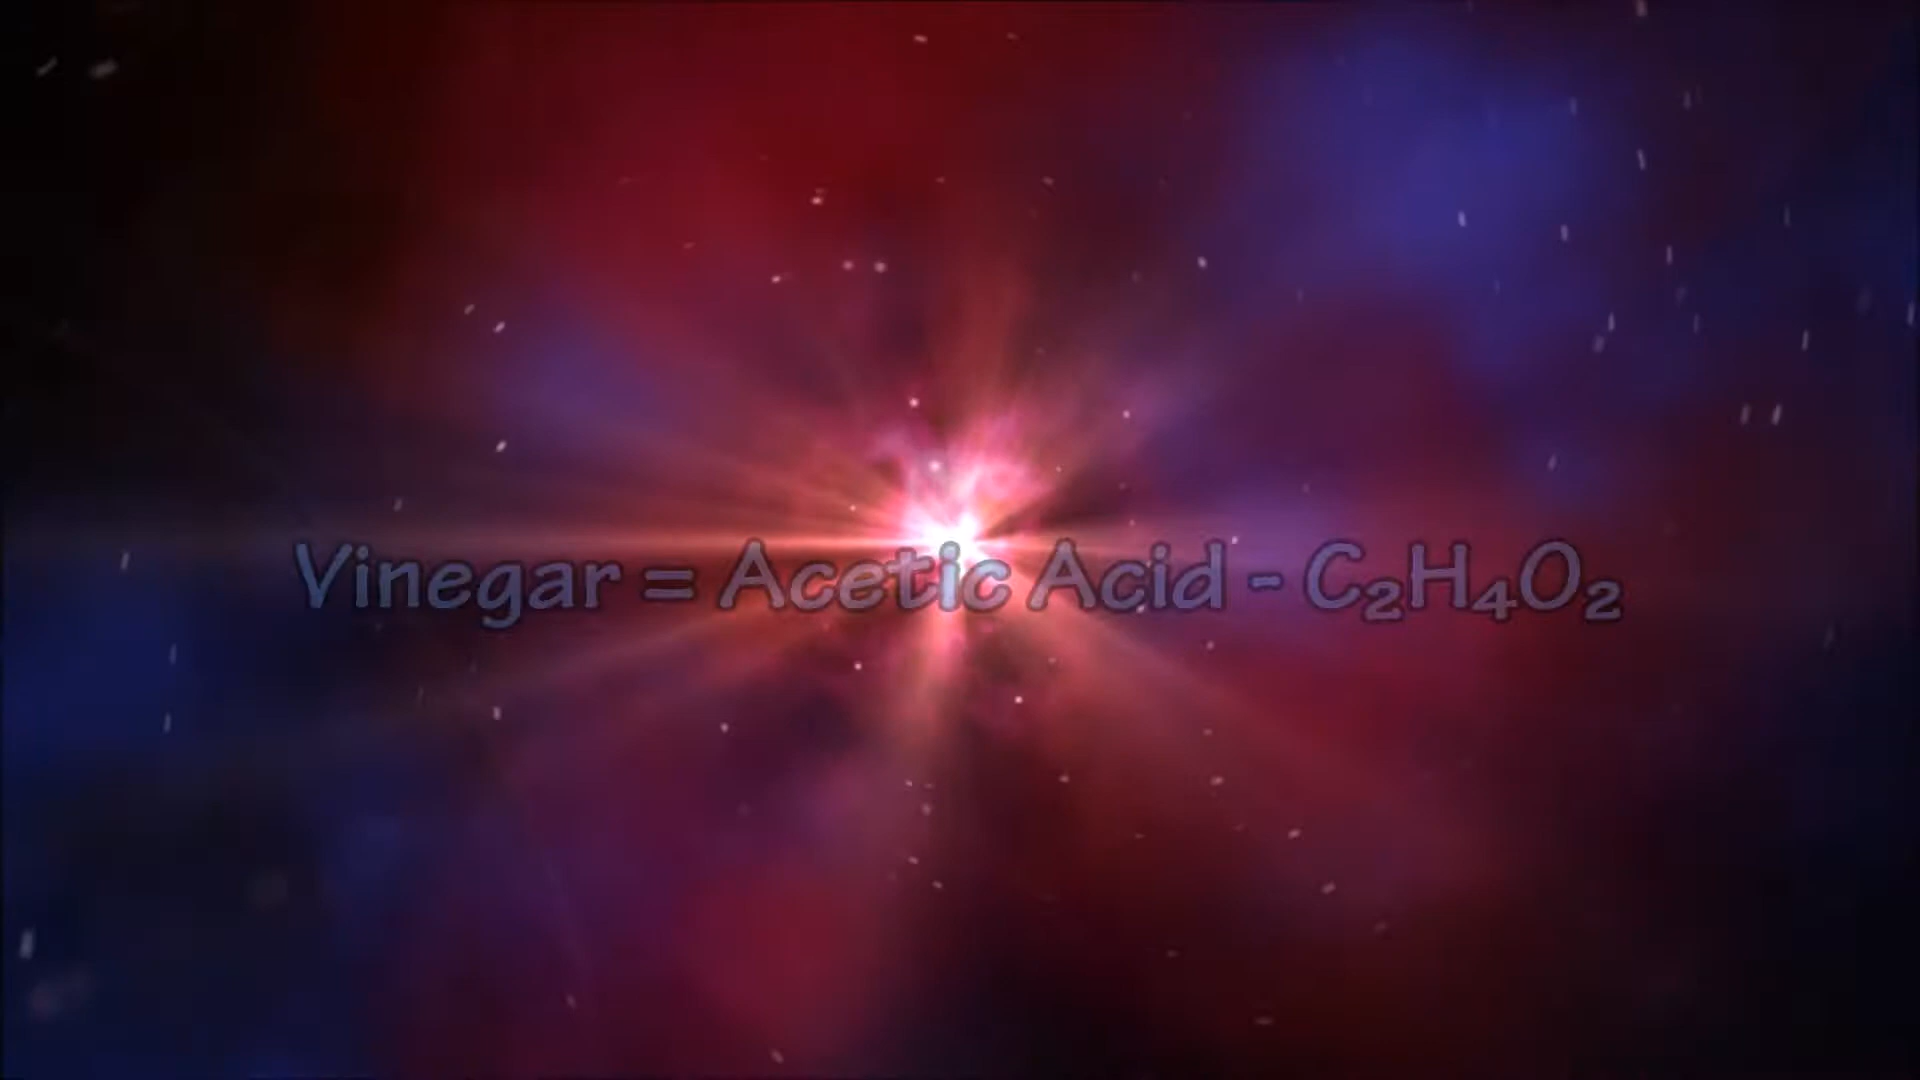 Vinegar = Acetic Acid - C₂H₄O₂